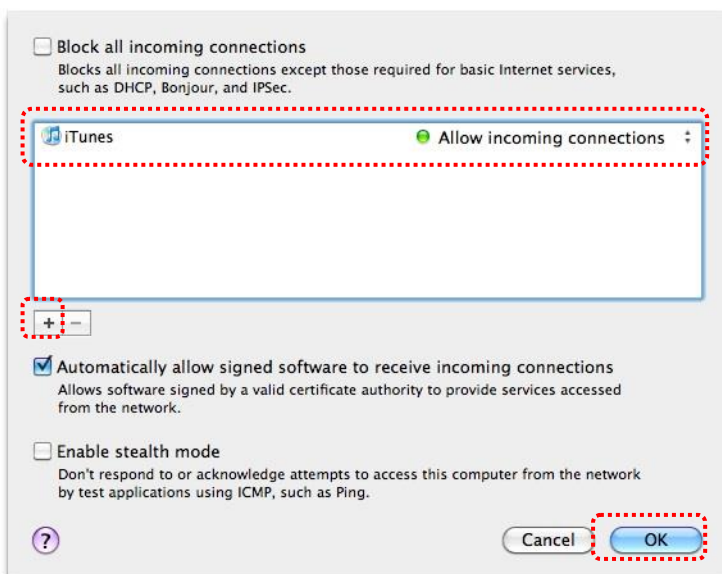 Block all incoming connections
Blocks all incoming connections except those required for basic Internet services,
such as DHCP, Bonjour, and IPSec.
iTunes Allow incoming connections
+ −
Automatically allow signed software to receive incoming connections
Allows software signed by a valid certificate authority to provide services accessed
from the network.
Enable stealth mode
Don't respond to or acknowledge attempts to access this computer from the network
by test applications using ICMP, such as Ping.
? Cancel OK